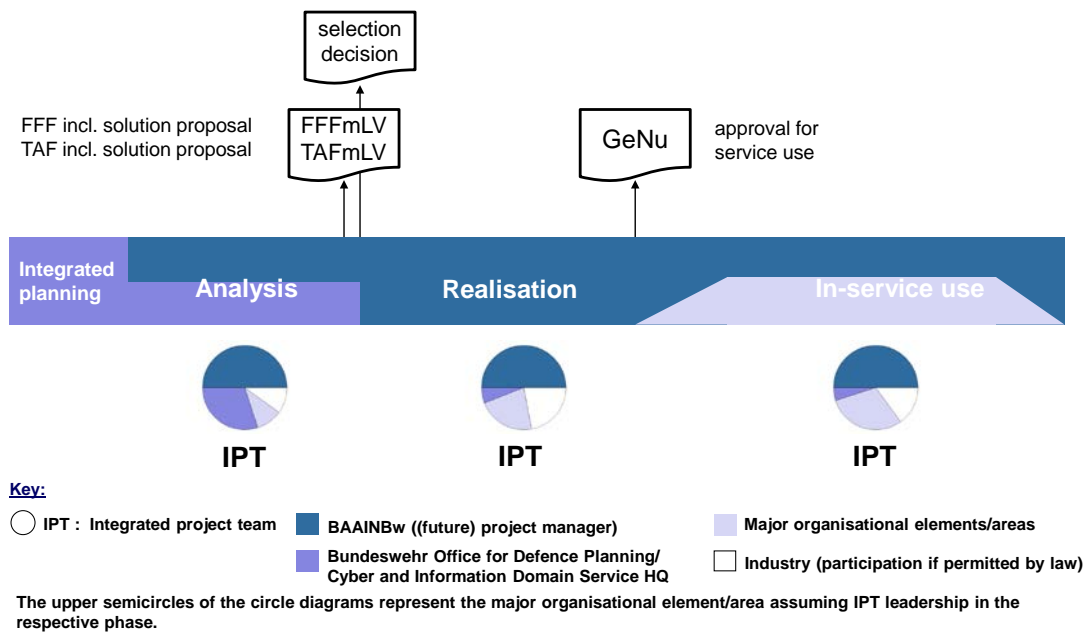 selection
decision
FFF incl. solution proposal
TAF incl. solution proposal
FFFmLV
TAFmLV
GeNu
approval for
service use
Integrated
planning
Analysis
Realisation
In-service use
IPT
IPT
IPT
Key:
IPT : Integrated project team
BAAINBw ((future) project manager)
Major organisational elements/areas
Bundeswehr Office for Defence Planning/
Cyber and Information Domain Service HQ
Industry (participation if permitted by law)
The upper semicircles of the circle diagrams represent the major organisational element/area assuming IPT leadership in the
respective phase.